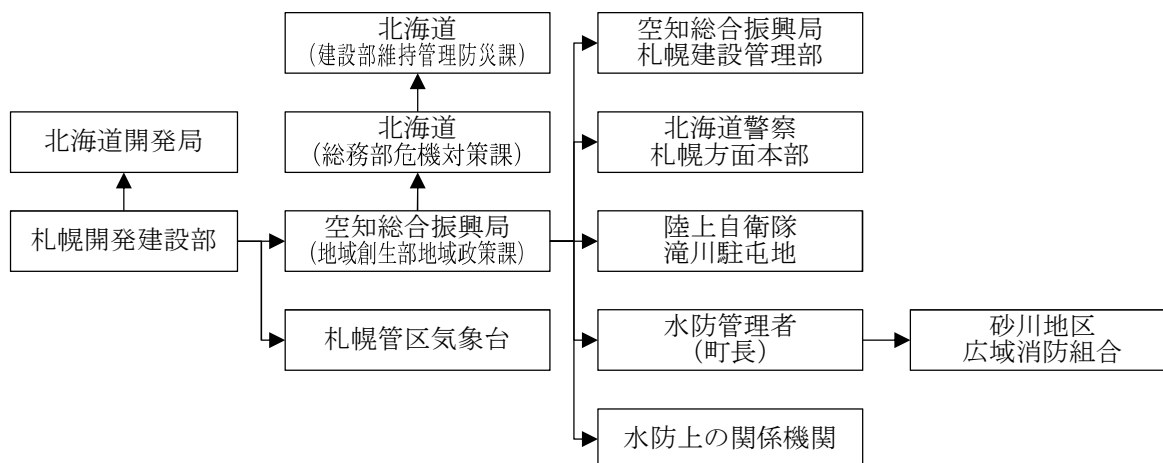 北海道
(建設部維持管理防災課)
空知総合振興局
札幌建設管理部
北海道開発局
北海道
(総務部危機対策課)
北海道警察
札幌方面本部
札幌開発建設部
空知総合振興局
(地域創生部地域政策課)
陸上自衛隊
滝川駐屯地
札幌管区気象台
水防管理者
(町長)
砂川地区
広域消防組合
水防上の関係機関